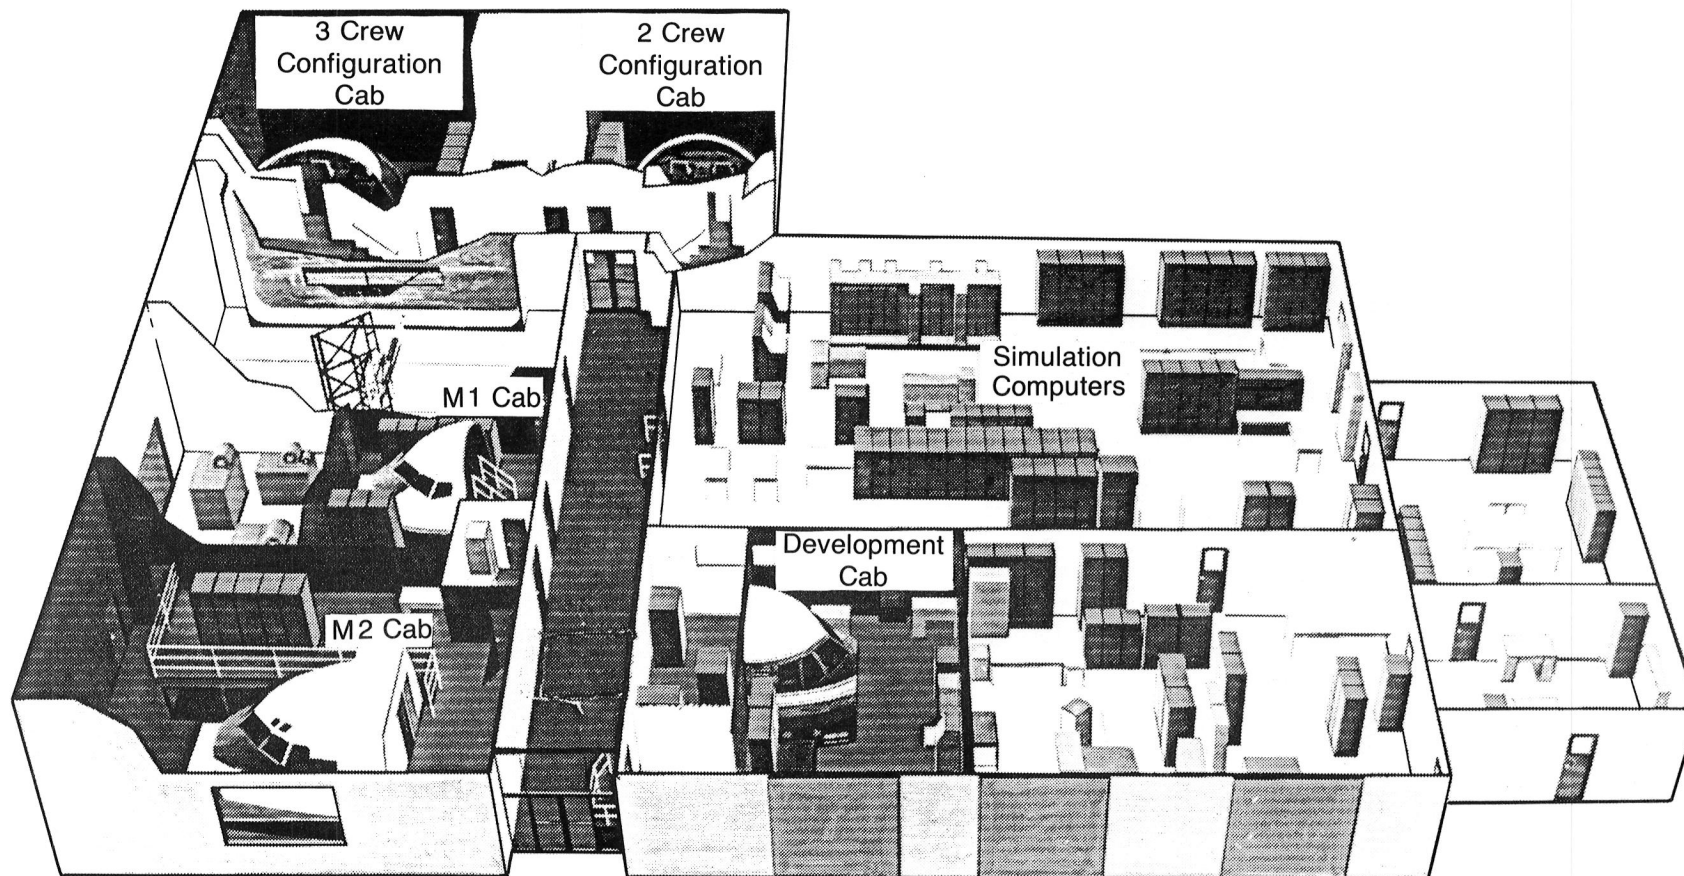 3 Crew
Configuration
Cab
2 Crew
Configuration
Cab
Simulation
Computers
M1 Cab
Development
Cab
M2 Cab